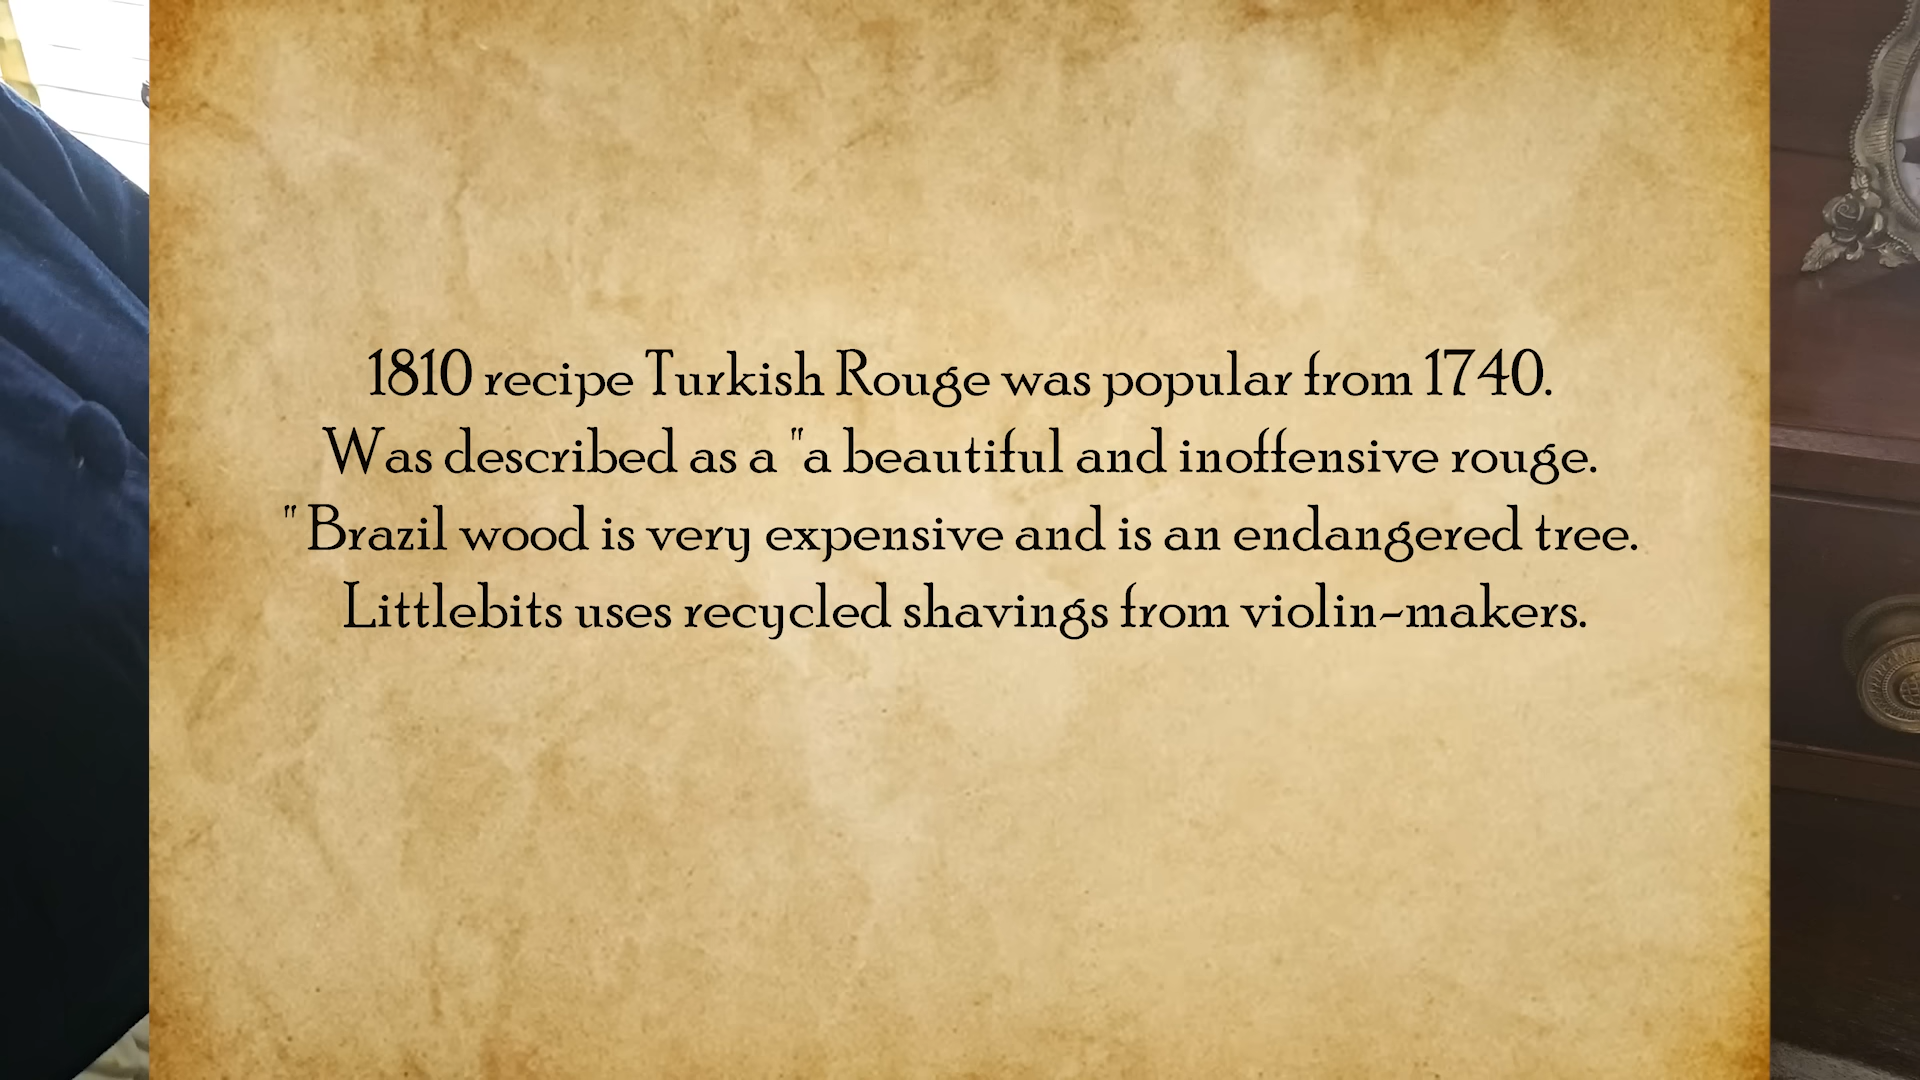 1810 recipe Turkish Rouge was popular from 1740.
Was described as a "a beautiful and inoffensive rouge.
" Brazil wood is very expensive and is an endangered tree.
Littlebits uses recycled shavings from violin-makers.